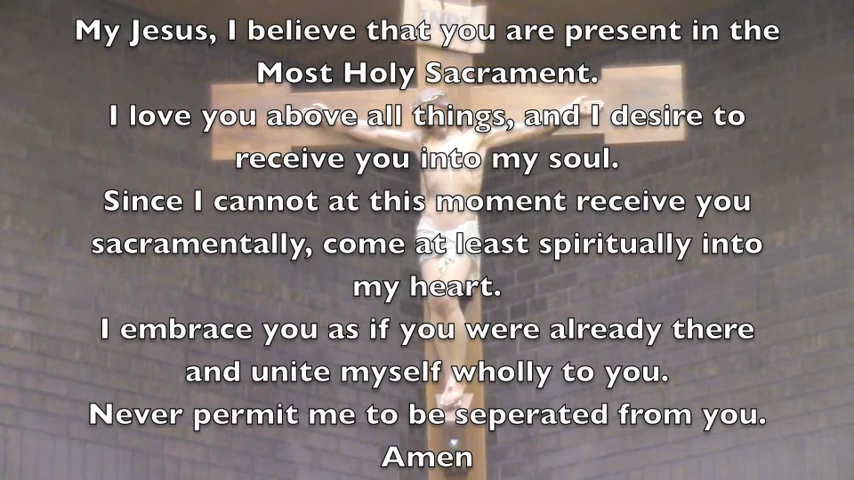 My Jesus, I believe that you are present in the
Most Holy Sacrament.
I love you above all things, and I desire to
receive you into my soul.
Since I cannot at this moment receive you
sacramentally, come at least spiritually into
my heart.
I embrace you as if you were already there
and unite myself wholly to you.
Never permit me to be seperated from you.
Amen